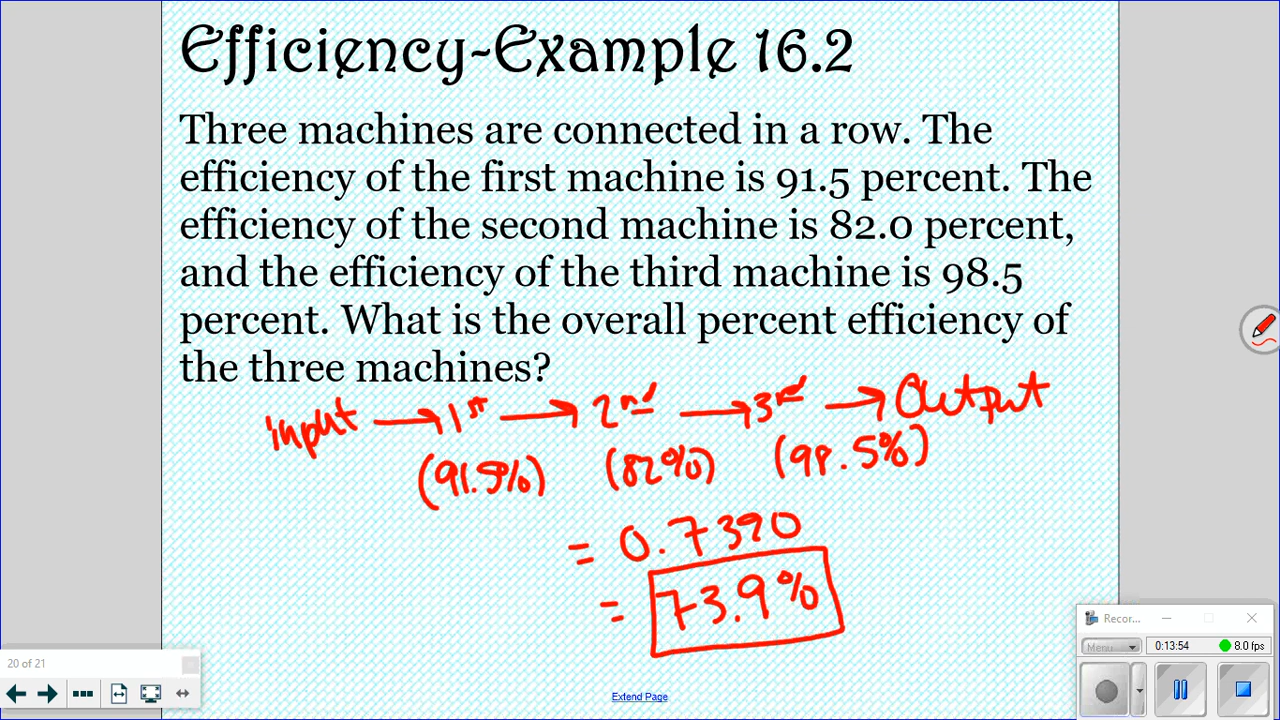 Efficiency-Example 16.2
Three machines are connected in a row. The
efficiency of the first machine is 91.5 percent. The
efficiency of the second machine is 82.0 percent,
and the efficiency of the third machine is 98.5
percent. What is the overall percent efficiency of
the three machines?
input → 1st → 2nd → 3rd → Output
(91.5%) (82%) (98.5%)
= 0.7390
= 73.9%
Recor...
Menu
0:13:54
8.0 fps
20 of 21
Extend Page